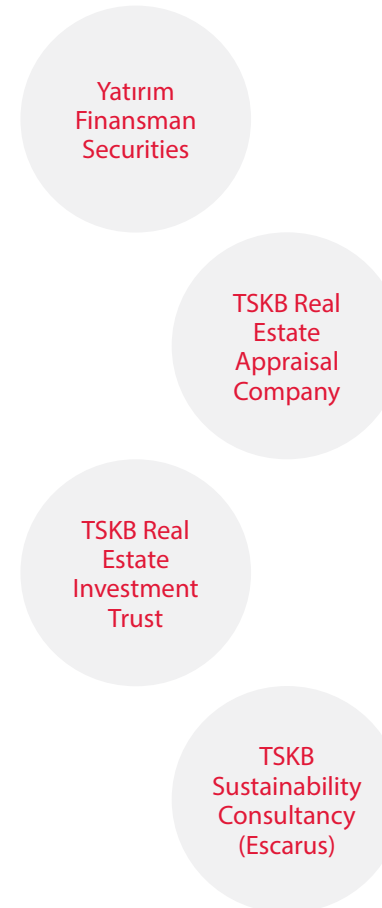 Yatırım
Finansman
Securities
TSKB Real
Estate
Appraisal
Company
TSKB Real
Estate
Investment
Trust
TSKB
Sustainability
Consultancy
(Escarus)